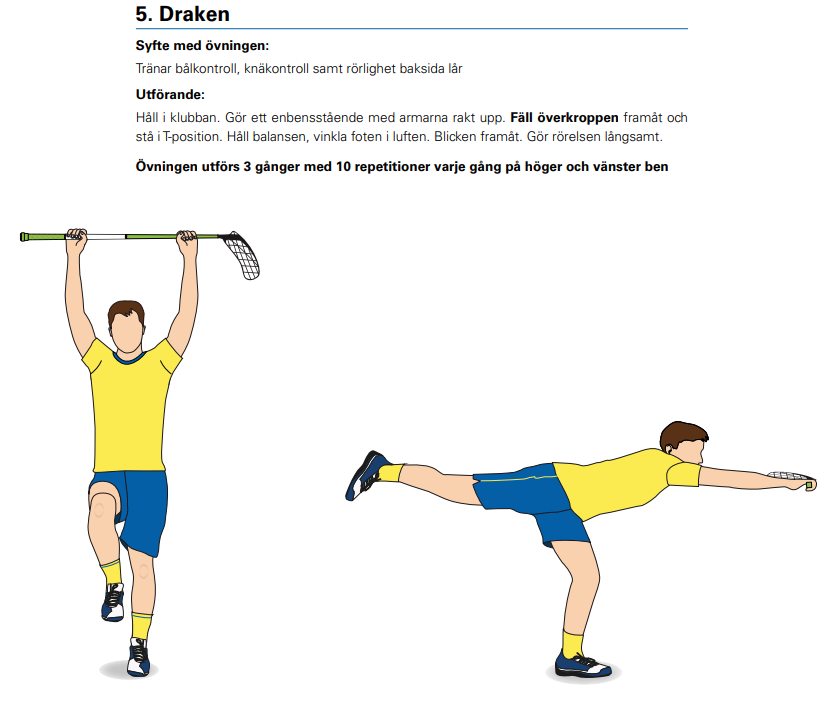 5. Draken
Syfte med övningen:
Tränar bålkontroll, knäkontroll samt rörlighet baksida lår
Utförande:
Håll i klubban. Gör ett enbensstående med armarna rakt upp. Fäll överkroppen framåt och
stå i T-position. Håll balansen, vinkla foten i luften. Blicken framåt. Gör rörelsen långsamt.
Övningen utförs 3 gånger med 10 repetitioner varje gång på höger och vänster ben